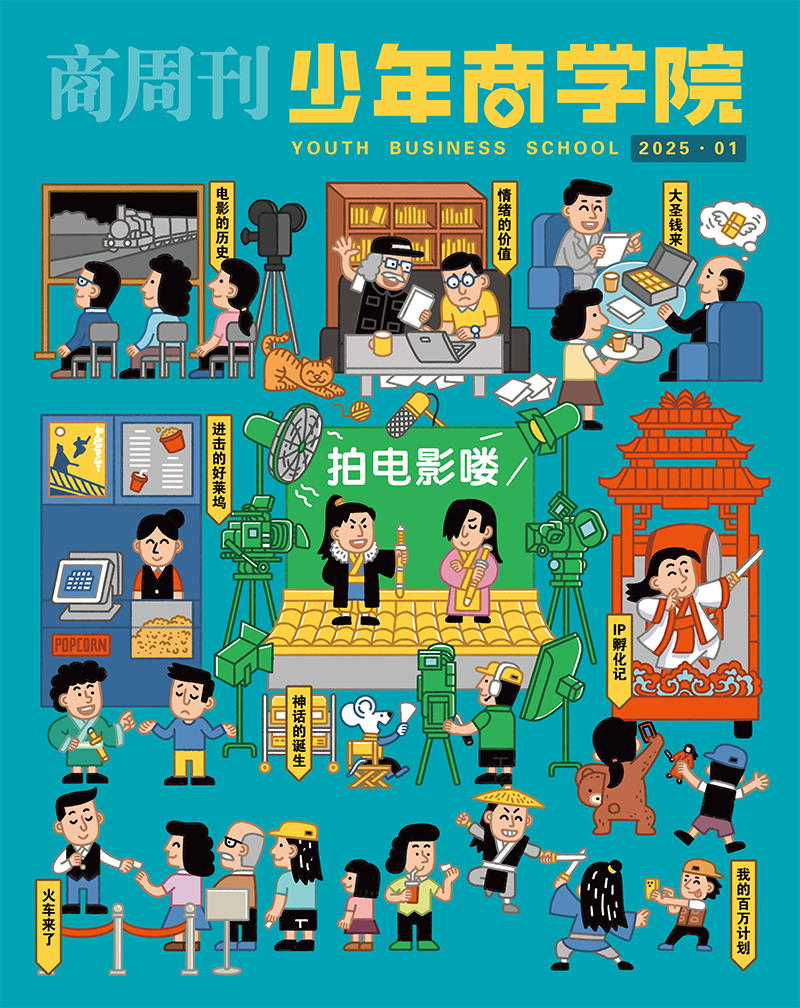 商周刊
少年商学院
YOUTH BUSINESS SCHOOL
2025·01
电影的历史
情绪的价值
大圣钱来
进击的好莱坞
拍电影喽
POPCORN
IP孵化记
神话的诞生
火车来了
我的百万计划